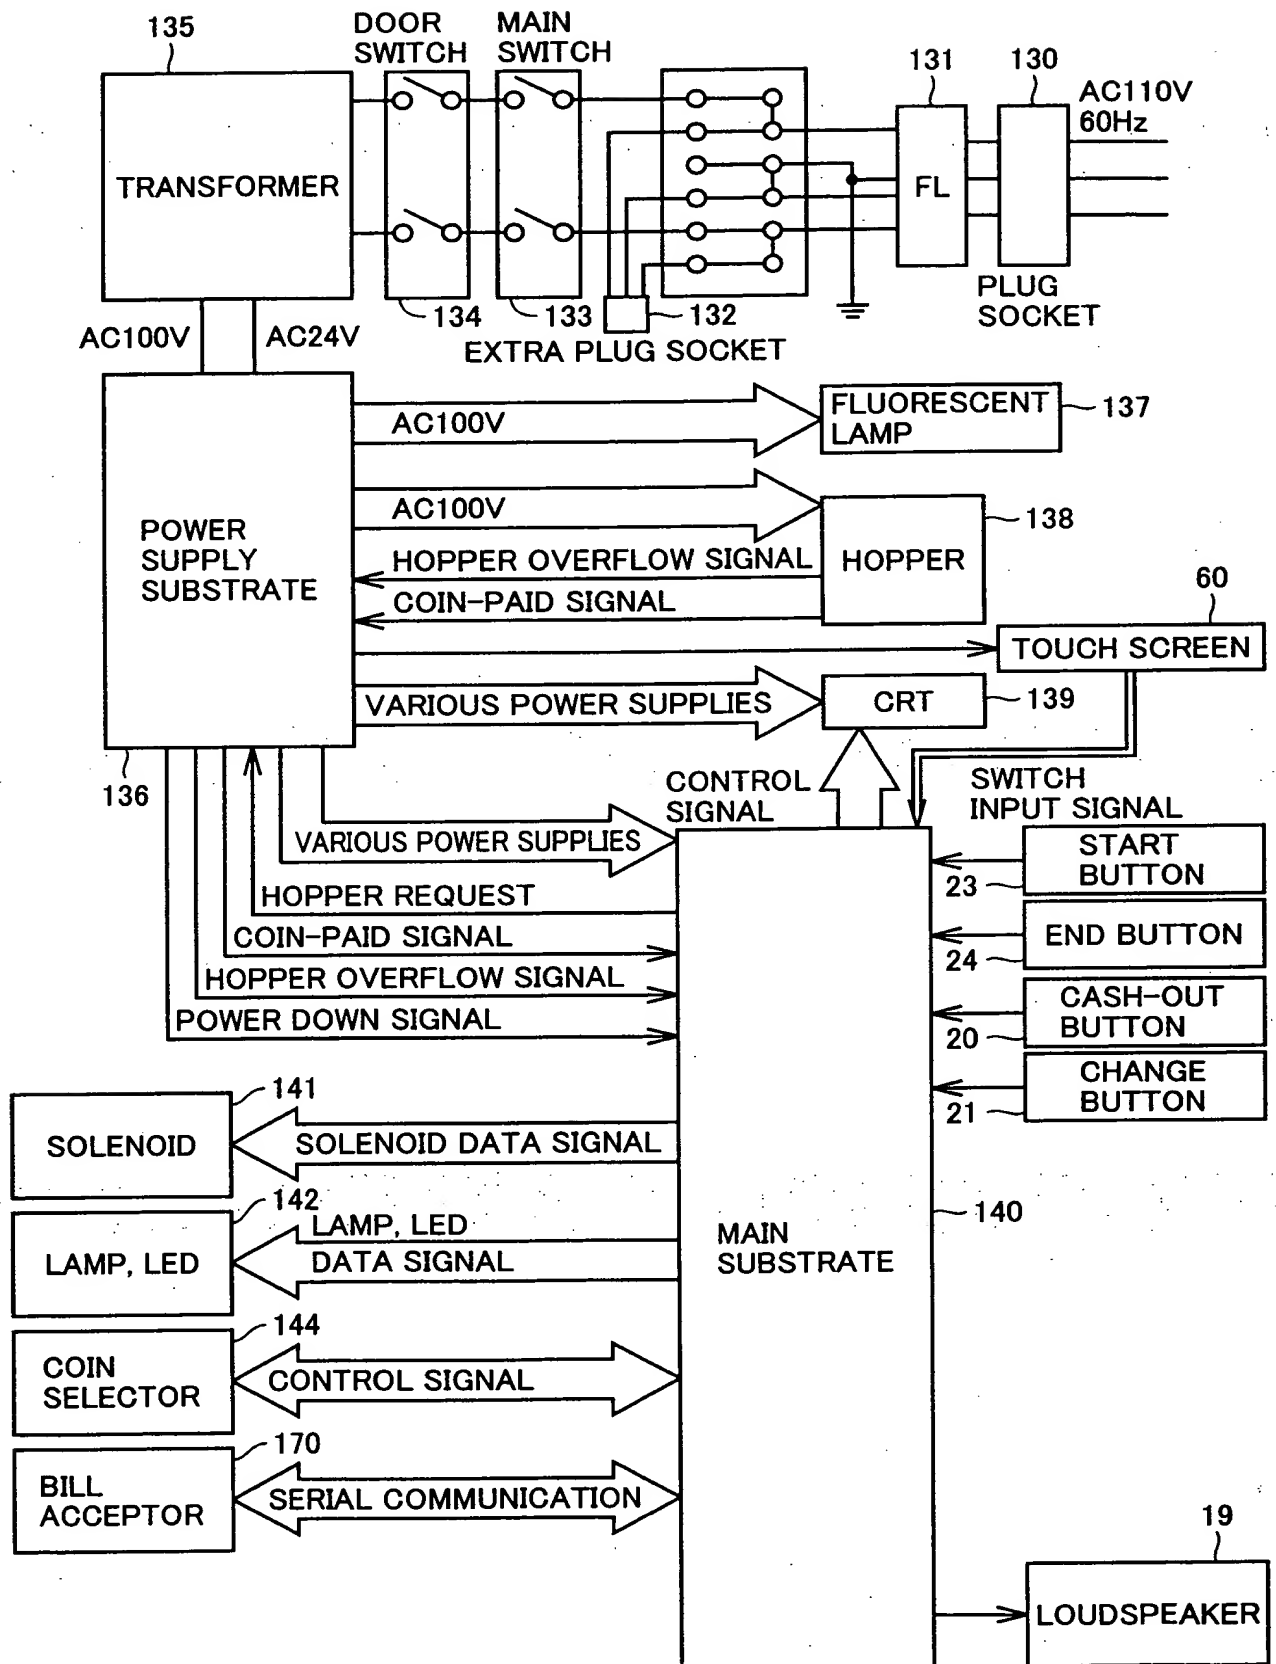 135
DOOR
SWITCH
MAIN
SWITCH
131
130
AC110V
60Hz
TRANSFORMER
FL
134
133
132
PLUG
SOCKET
EXTRA PLUG SOCKET
AC100V
AC24V
AC100V
FLUORESCENT
LAMP
137
AC100V
138
POWER
SUPPLY
SUBSTRATE
HOPPER OVERFLOW SIGNAL
HOPPER
COIN-PAID SIGNAL
60
TOUCH SCREEN
VARIOUS POWER SUPPLIES
CRT
139
136
CONTROL
SIGNAL
SWITCH
INPUT SIGNAL
VARIOUS POWER SUPPLIES
START
BUTTON
23
HOPPER REQUEST
COIN-PAID SIGNAL
END BUTTON
24
HOPPER OVERFLOW SIGNAL
CASH-OUT
BUTTON
20
POWER DOWN SIGNAL
CHANGE
BUTTON
21
141
SOLENOID
SOLENOID DATA SIGNAL
142
LAMP, LED
LAMP, LED
DATA SIGNAL
MAIN
SUBSTRATE
140
144
COIN
SELECTOR
CONTROL SIGNAL
170
BILL
ACCEPTOR
SERIAL COMMUNICATION
19
LOUDSPEAKER